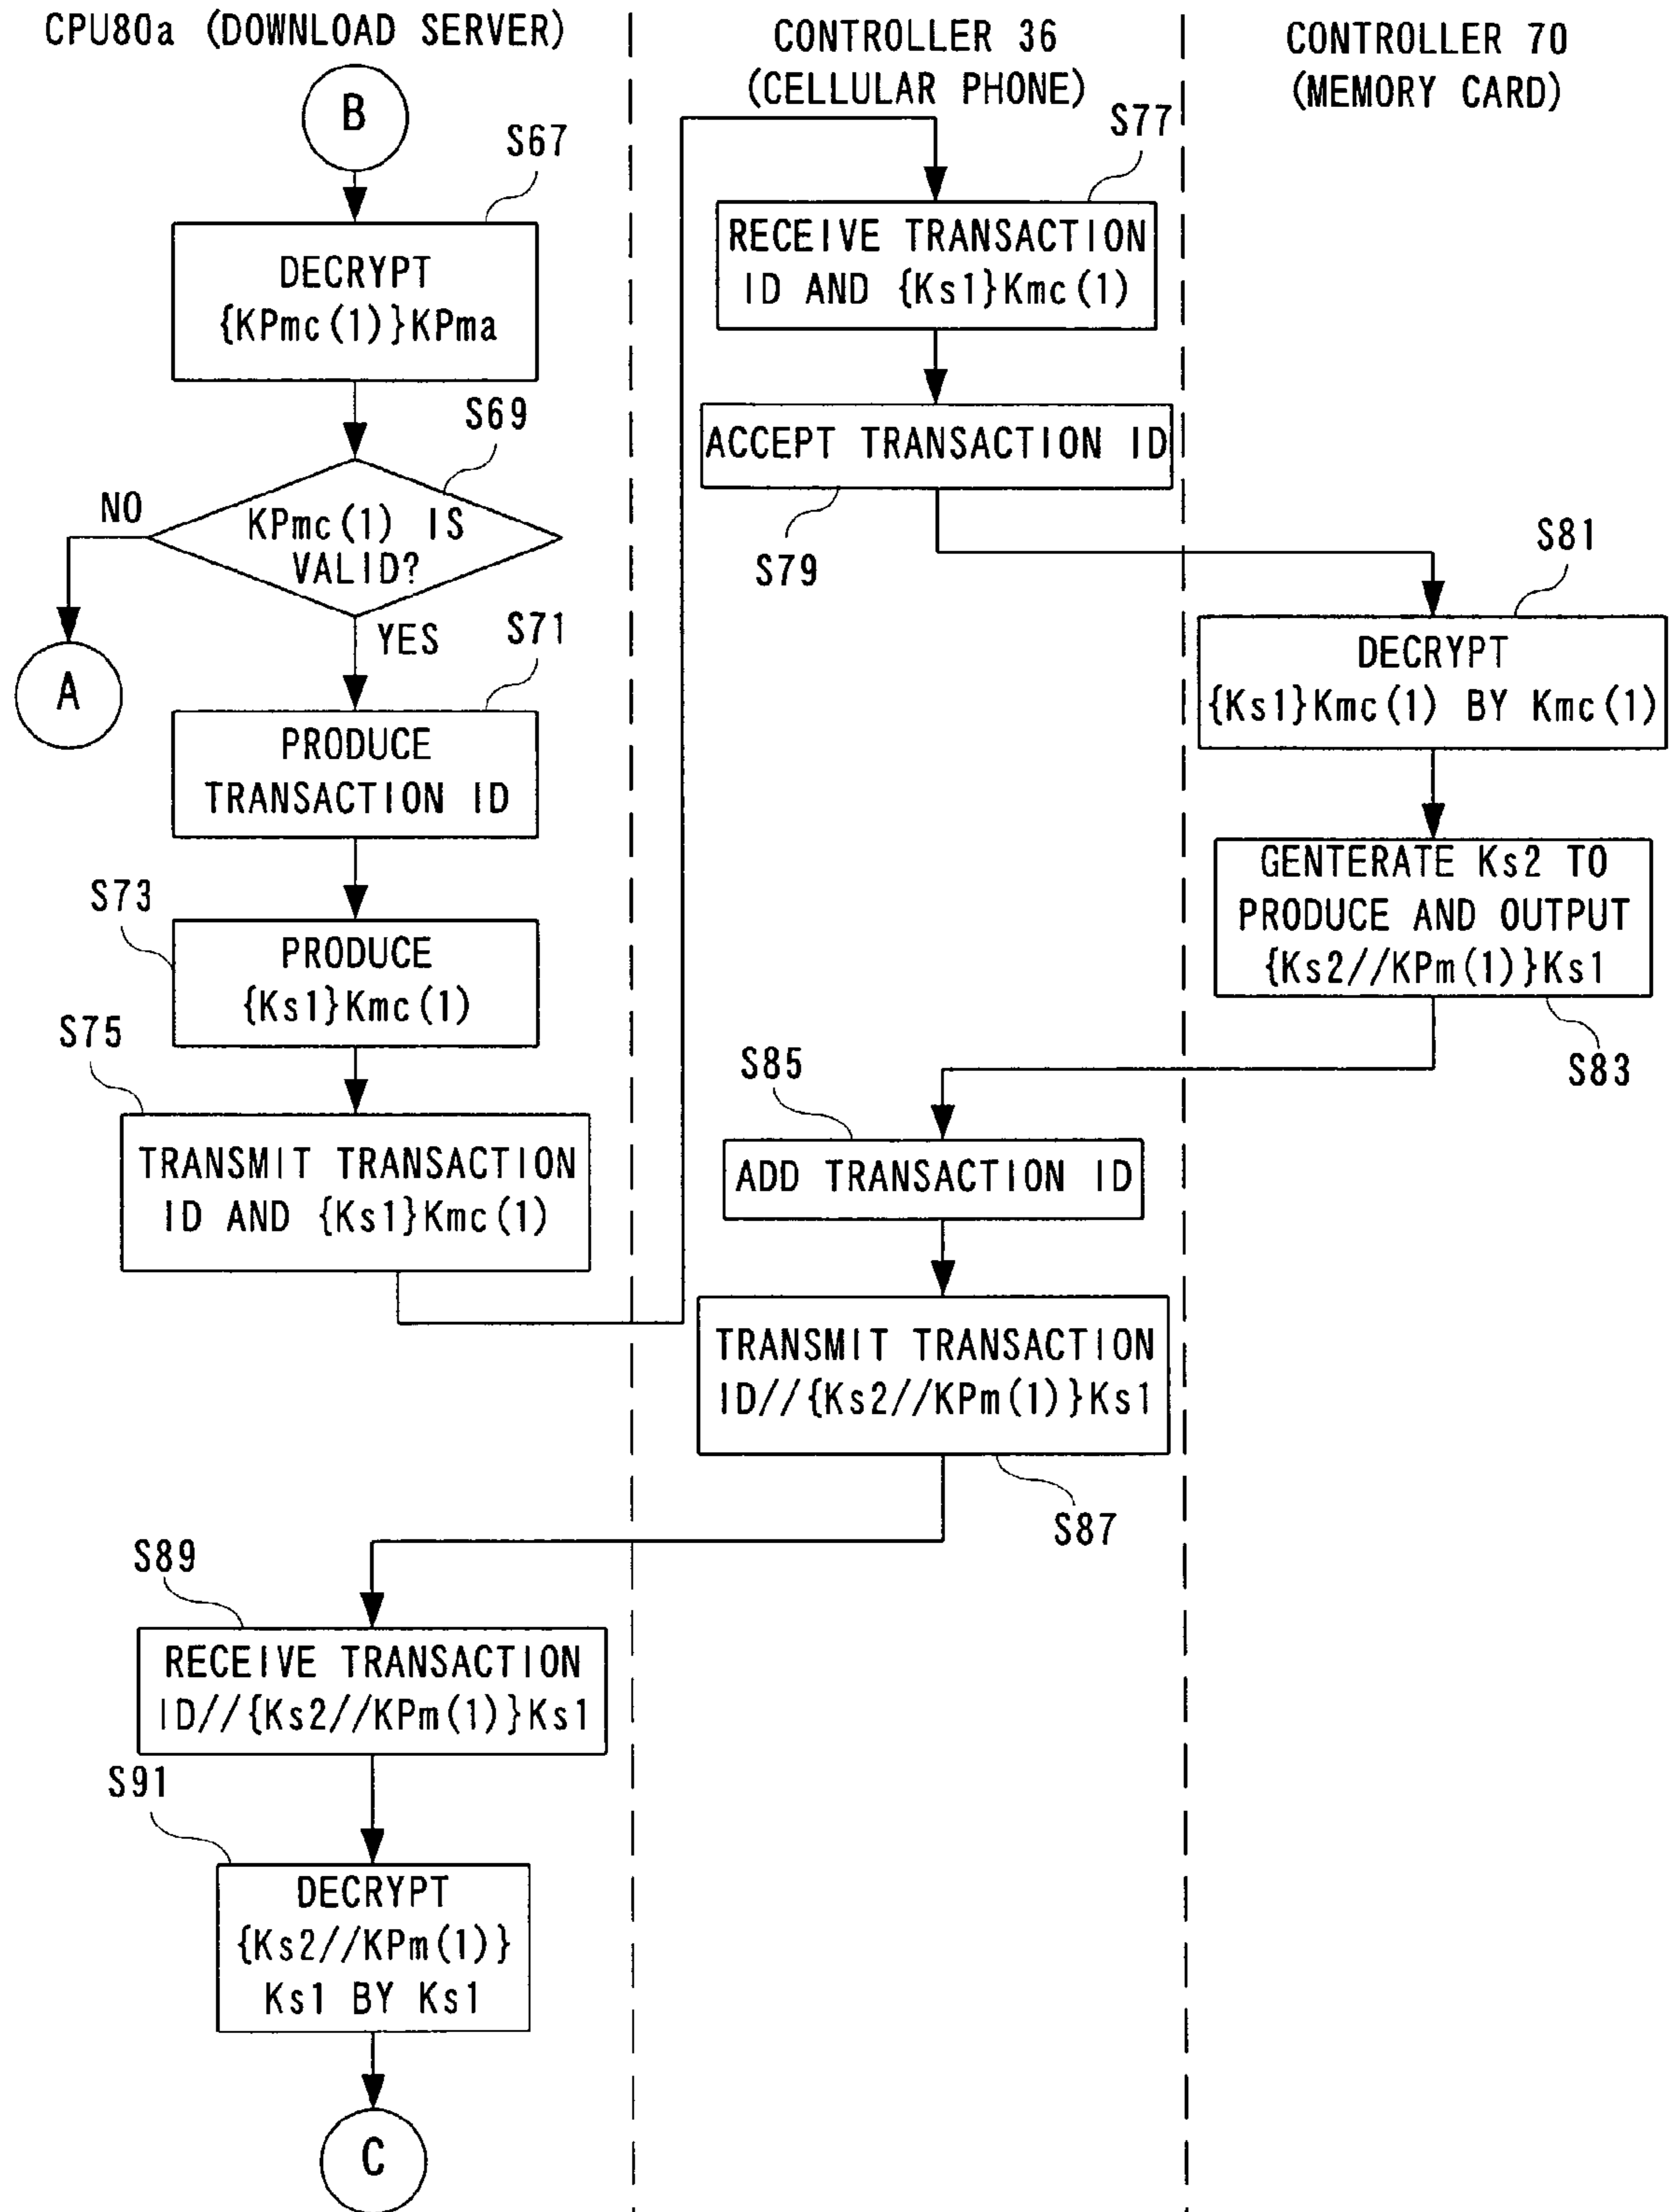 CPU80a (DOWNLOAD SERVER)
CONTROLLER 36
(CELLULAR PHONE)
CONTROLLER 70
(MEMORY CARD)
B
S67
DECRYPT
{KPmc(1)}KPma
S69
KPmc(1) IS
VALID?
NO
A
YES
S71
PRODUCE
TRANSACTION ID
S73
PRODUCE
{Ks1}Kmc(1)
S75
TRANSMIT TRANSACTION
ID AND {Ks1}Kmc(1)
S77
RECEIVE TRANSACTION
ID AND {Ks1}Kmc(1)
ACCEPT TRANSACTION ID
S79
S81
DECRYPT
{Ks1}Kmc(1) BY Kmc(1)
GENTERATE Ks2 TO
PRODUCE AND OUTPUT
{Ks2//KPm(1)}Ks1
S83
S85
ADD TRANSACTION ID
TRANSMIT TRANSACTION
ID//{Ks2//KPm(1)}Ks1
S87
S89
RECEIVE TRANSACTION
ID//{Ks2//KPm(1)}Ks1
S91
DECRYPT
{Ks2//KPm(1)}
Ks1 BY Ks1
C